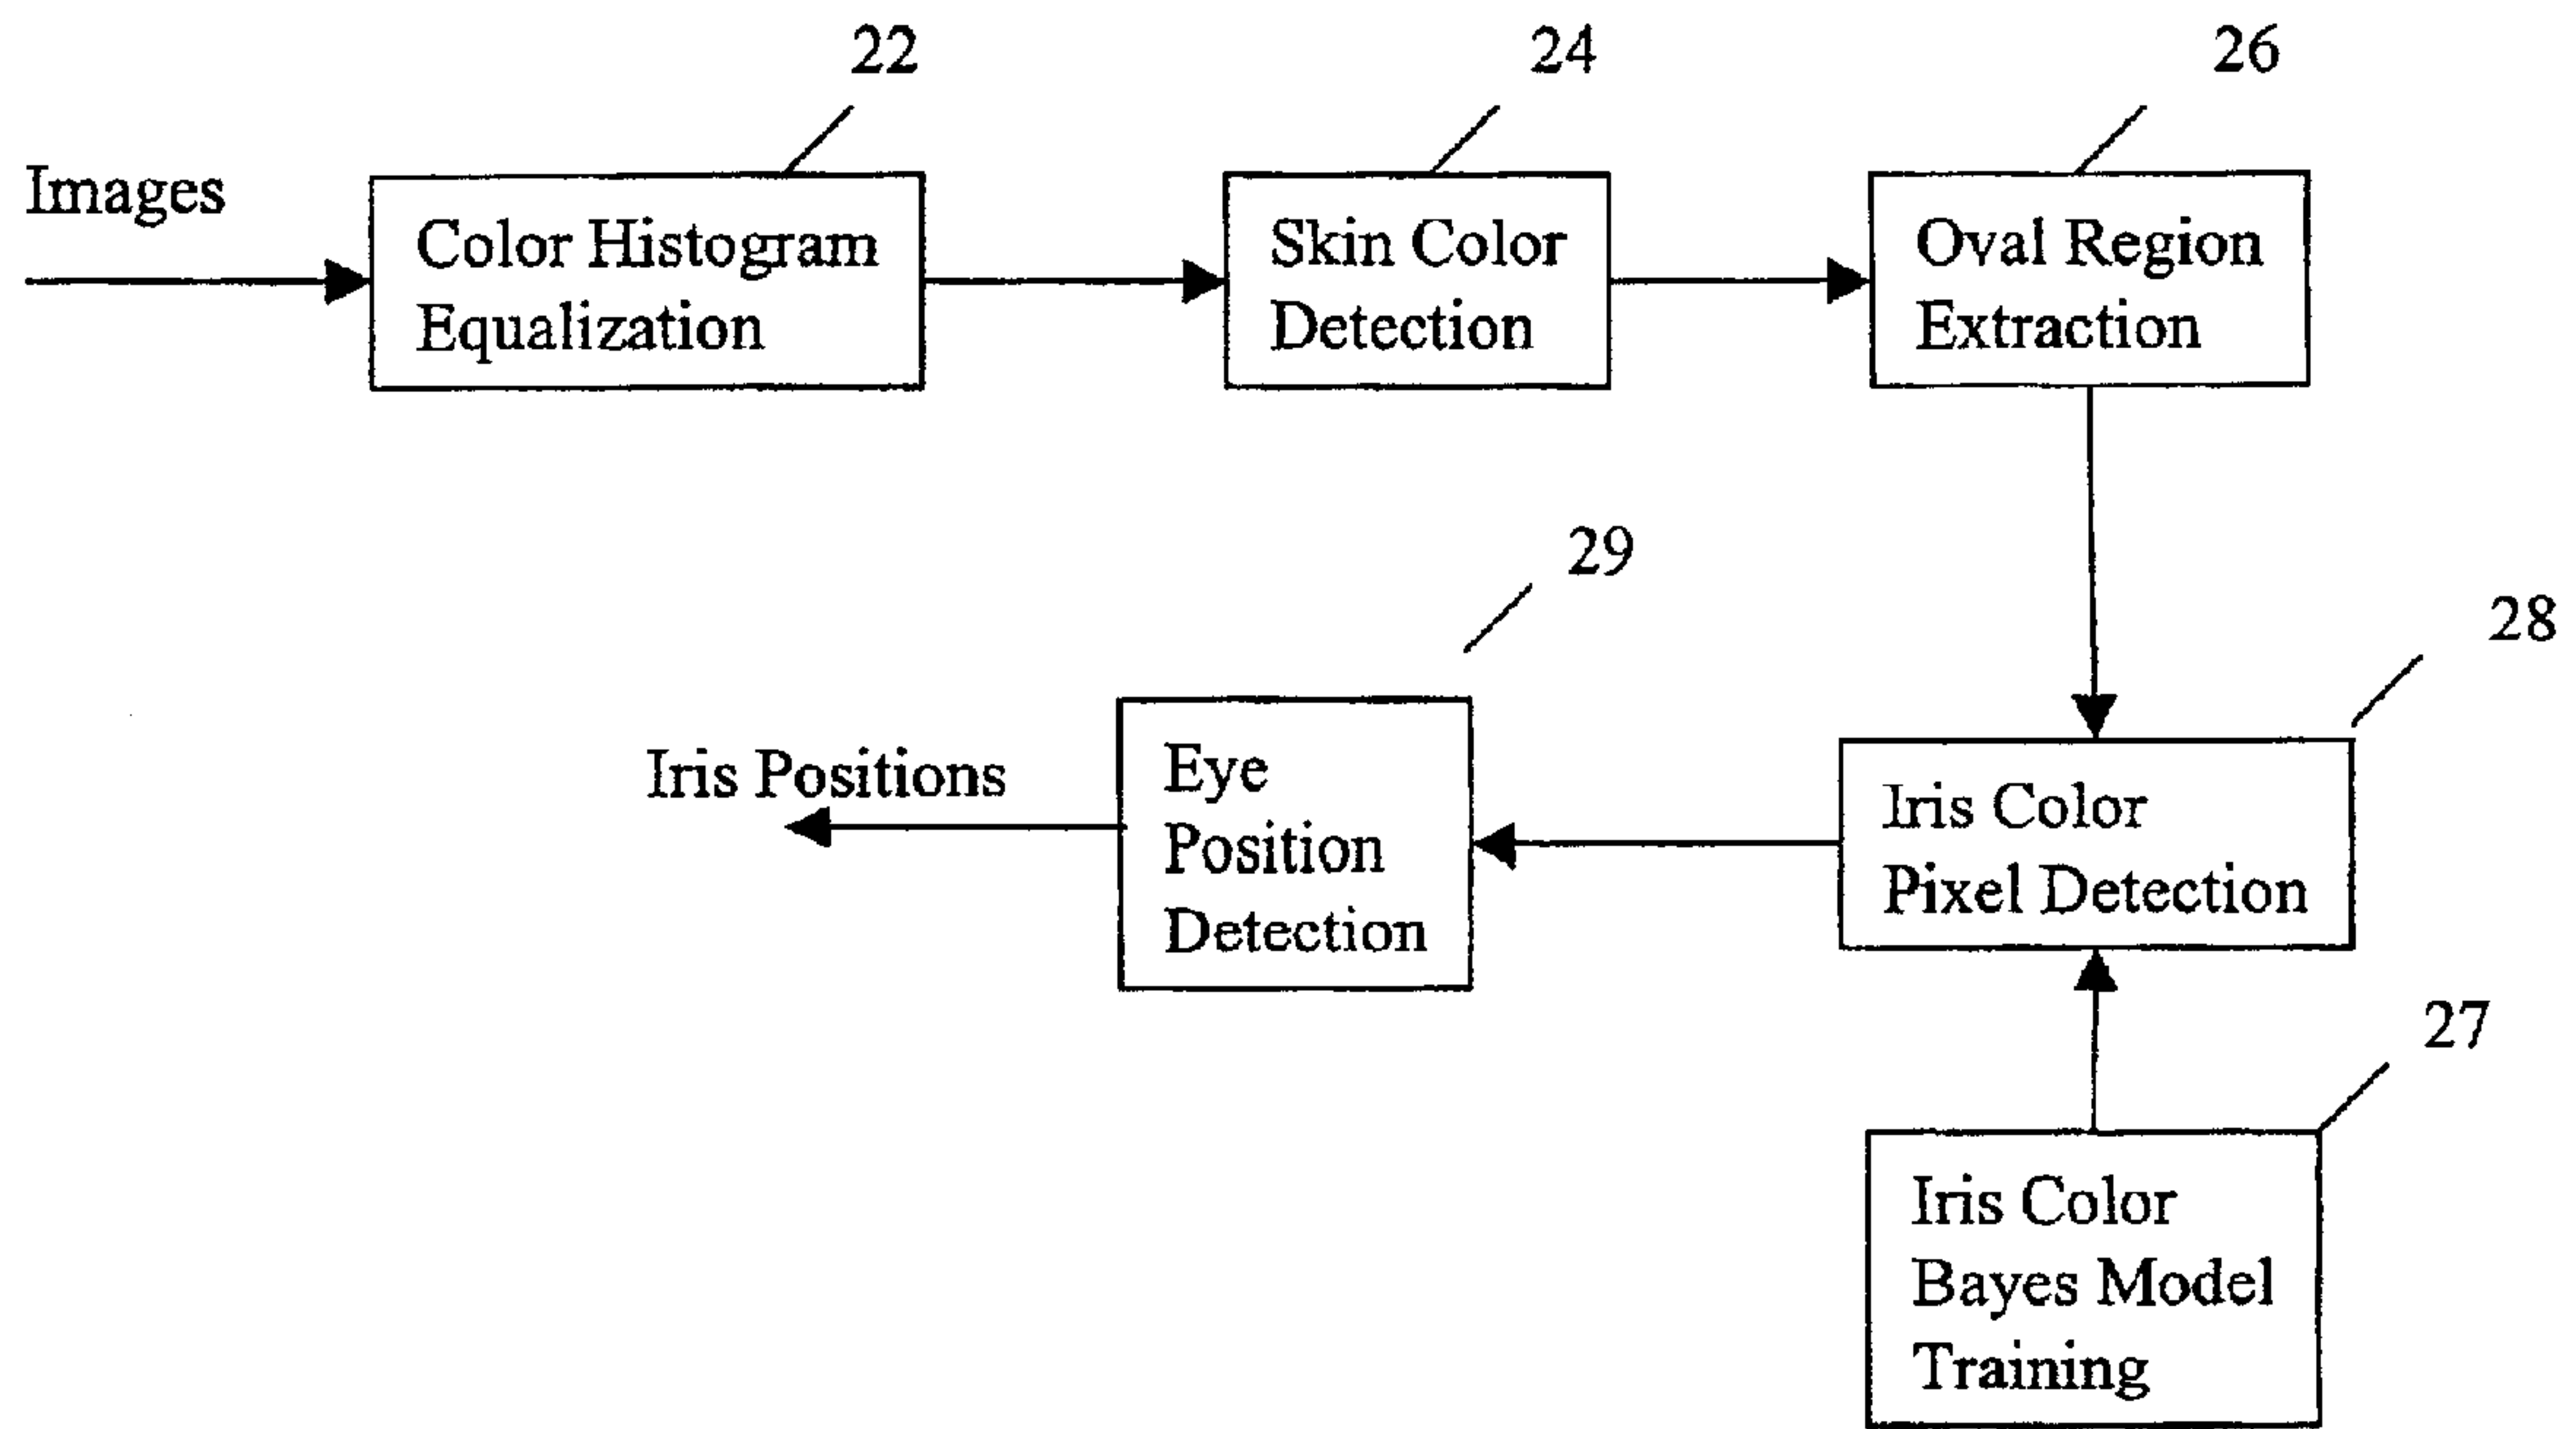 22
24
26
Images
Color Histogram
Equalization
Skin Color
Detection
Oval Region
Extraction
29
28
Iris Positions
Eye
Position
Detection
Iris Color
Pixel Detection
27
Iris Color
Bayes Model
Training